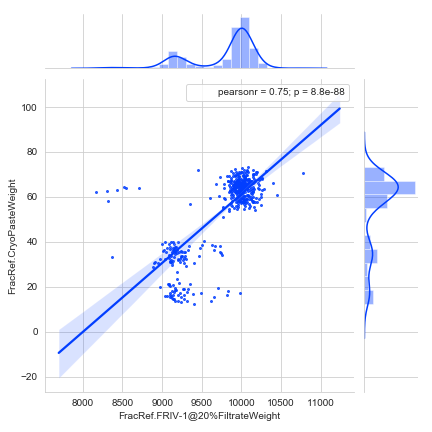 pearsonr = 0.75; p = 8.8e-88
100
80
60
40
20
0
−20
FracRef.CryoPasteWeight
8000 8500 9000 9500 10000 10500 11000
FracRef.FRIV-1@20%FiltrateWeight